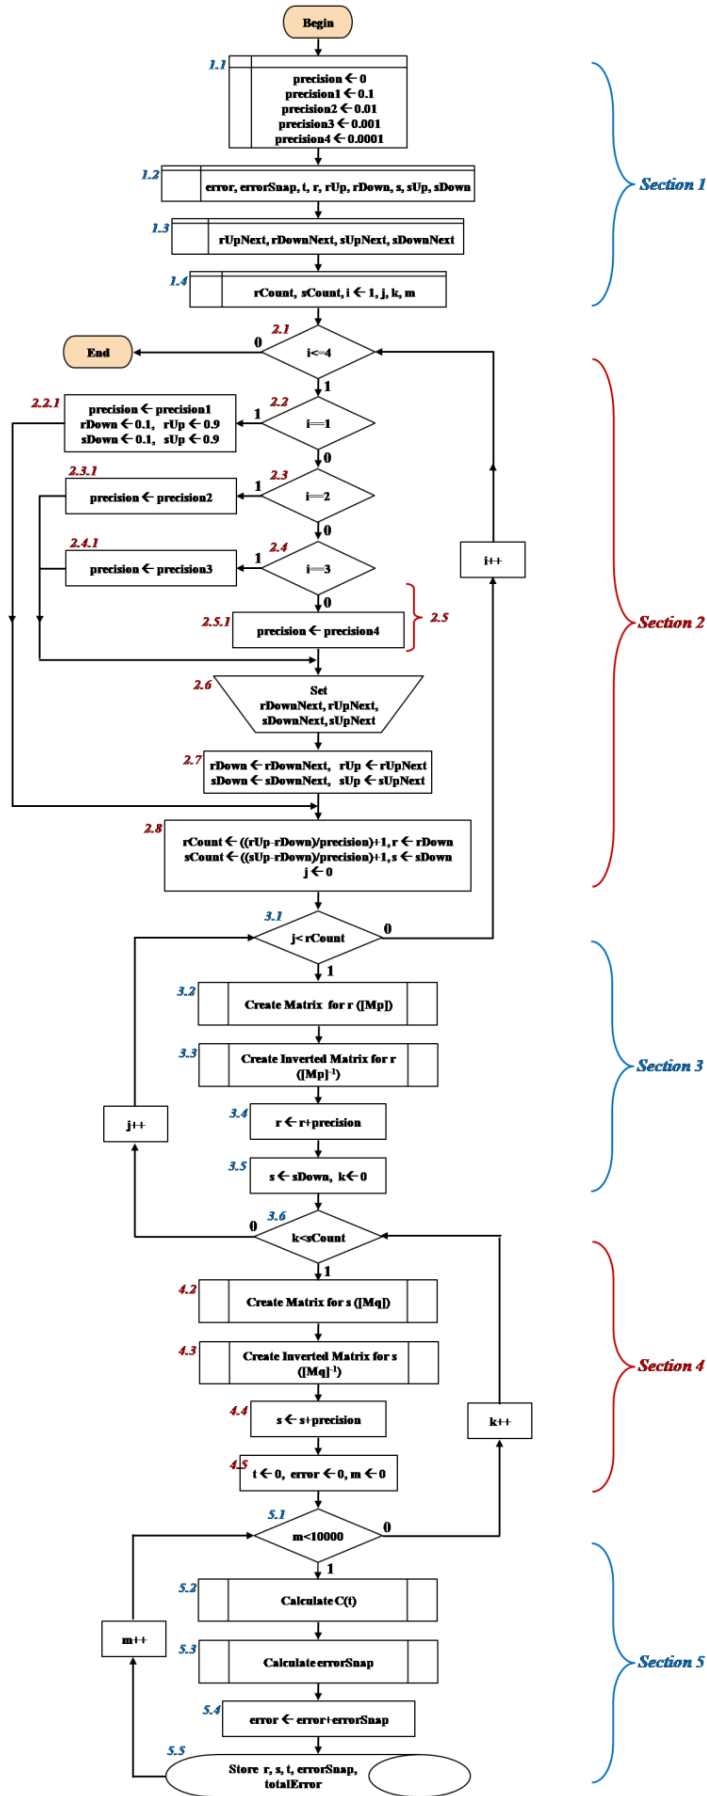 Begin
1.1
precision ← 0
precision1 ← 0.1
precision2 ← 0.01
precision3 ← 0.001
precision4 ← 0.0001
1.2
error, errorSnap, t, r, rUp, rDown, s, sUp, sDown
Section 1
1.3
rUpNext, rDownNext, sUpNext, sDownNext
1.4
rCount, sCount, i ← 1, j, k, m
2.1
End
0
i<=4
1
2.2.1
precision ← precision1
rDown ← 0.1, rUp ← 0.9
sDown ← 0.1, sUp ← 0.9
1
2.2
i==1
0
2.3.1
precision ← precision2
1
2.3
i==2
0
2.4.1
precision ← precision3
1
2.4
i==3
i++
0
2.5.1
precision ← precision4
2.5
Section 2
2.6
Set
rDownNext, rUpNext,
sDownNext, sUpNext
2.7
rDown ← rDownNext, rUp ← rUpNext
sDown ← sDownNext, sUp ← sUpNext
2.8
rCount ← ((rUp-rDown)/precision)+1, r ← rDown
sCount ← ((sUp-rDown)/precision)+1, s ← sDown
j ← 0
3.1
j< rCount
0
1
3.2
Create Matrix for r ([Mp])
3.3
Create Inverted Matrix for r
([Mp]⁻¹)
Section 3
j++
3.4
r ← r+precision
3.5
s ← sDown, k ← 0
3.6
0
k<sCount
1
4.2
Create Matrix for s ([Mq])
4.3
Create Inverted Matrix for s
([Mq]⁻¹)
Section 4
4.4
s ← s+precision
k++
4.5
t ← 0, error ← 0, m ← 0
5.1
m<10000
0
1
5.2
Calculate C(t)
m++
5.3
Calculate errorSnap
Section 5
5.4
error ← error+errorSnap
5.5
Store r, s, t, errorSnap,
totalError